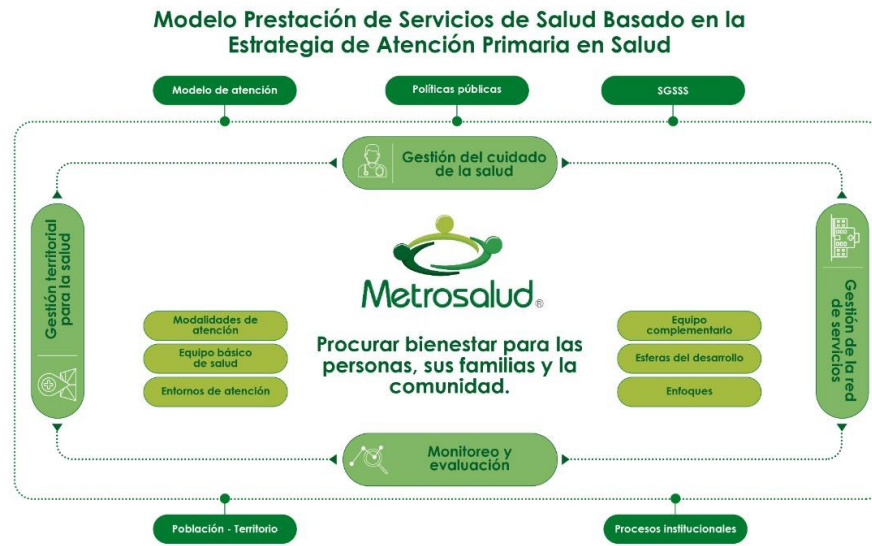 Modelo Prestación de Servicios de Salud Basado en la
Estrategia de Atención Primaria en Salud
Modelo de atención
Políticas públicas
SGSSS
Gestión del cuidado
de la salud
Gestión territorial
para la salud
Metrosalud®
Procurar bienestar para las
personas, sus familias y la
comunidad.
Modalidades de
atención
Equipo básico
de salud
Entornos de atención
Equipo
complementario
Esferas del desarrollo
Enfoques
Gestión de la red
de servicios
Monitoreo y
evaluación
Población - Territorio
Procesos institucionales